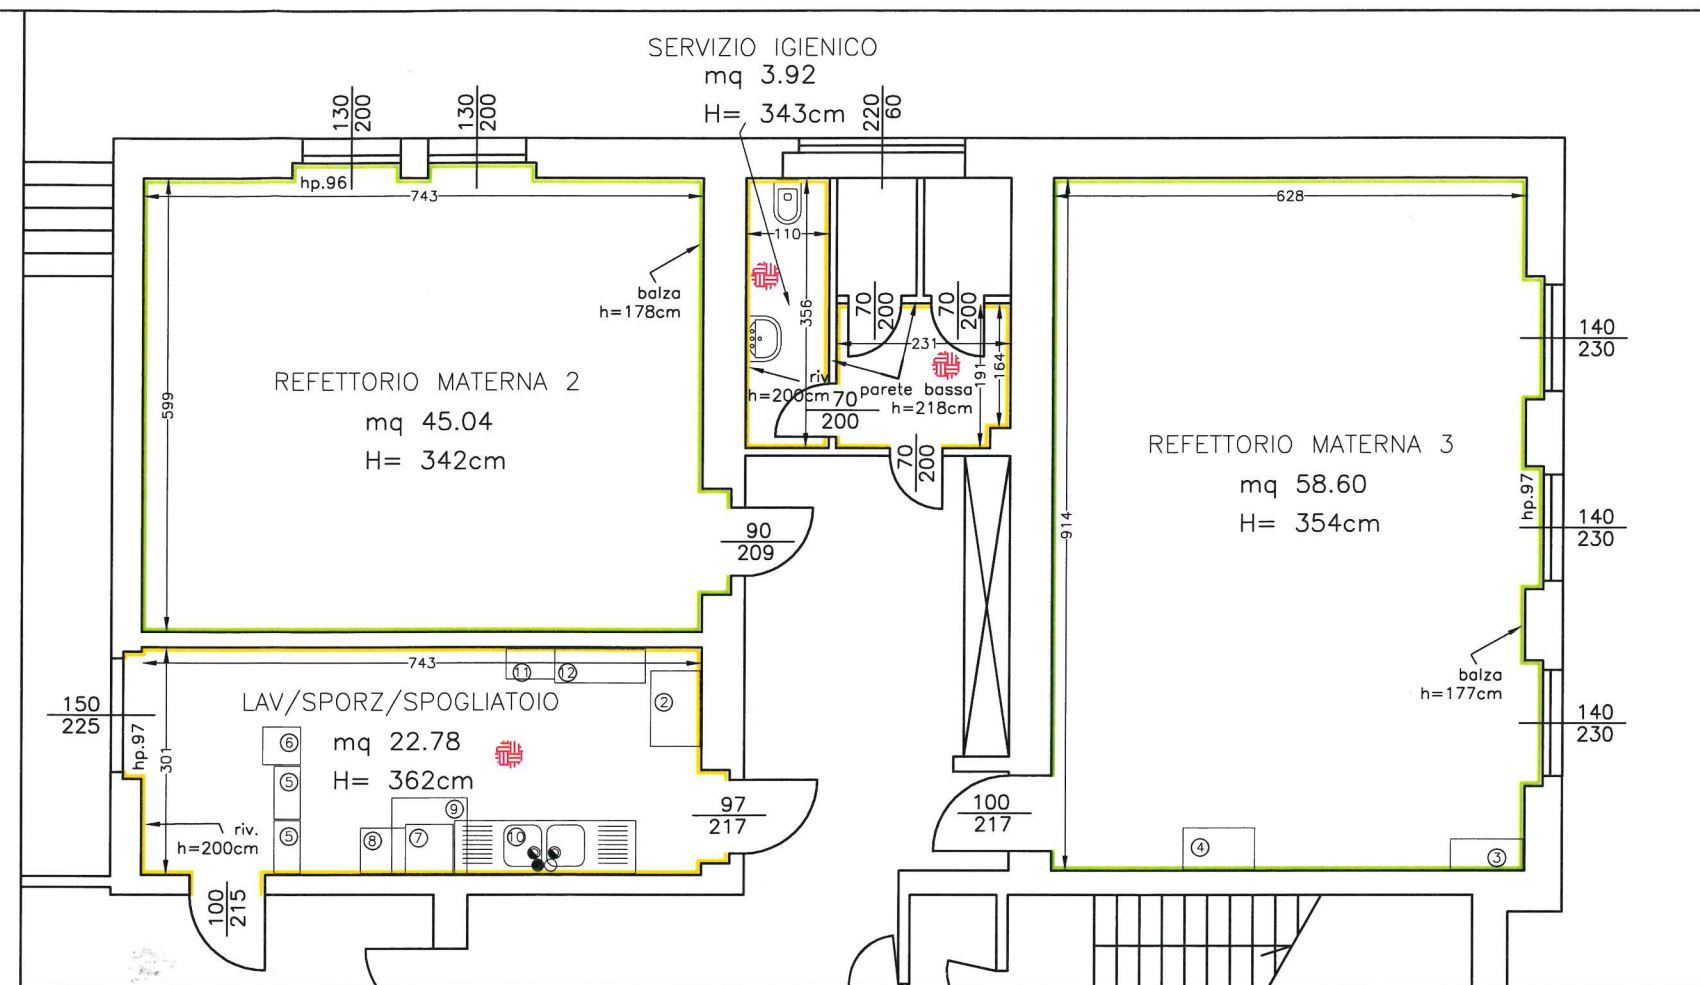 SERVIZIO IGIENICO
mq 3.92
H= 343cm
130
200
130
200
220
60
hp.96
743
110
628
balza
h=178cm
599
356
70
200
70
200
231
191
164
riv.
h=200cm
parete bassa
h=218cm
70
200
70
200
140
230
REFETTORIO MATERNA 2
mq 45.04
H= 342cm
REFETTORIO MATERNA 3
mq 58.60
H= 354cm
914
hp.97
140
230
90
209
balza
h=177cm
140
230
743
11
12
2
LAV/SPORZ/SPOGLIATOIO
mq 22.78
H= 362cm
150
225
hp.97
301
6
5
5
9
8
7
10
riv.
h=200cm
97
217
100
217
4
3
100
215